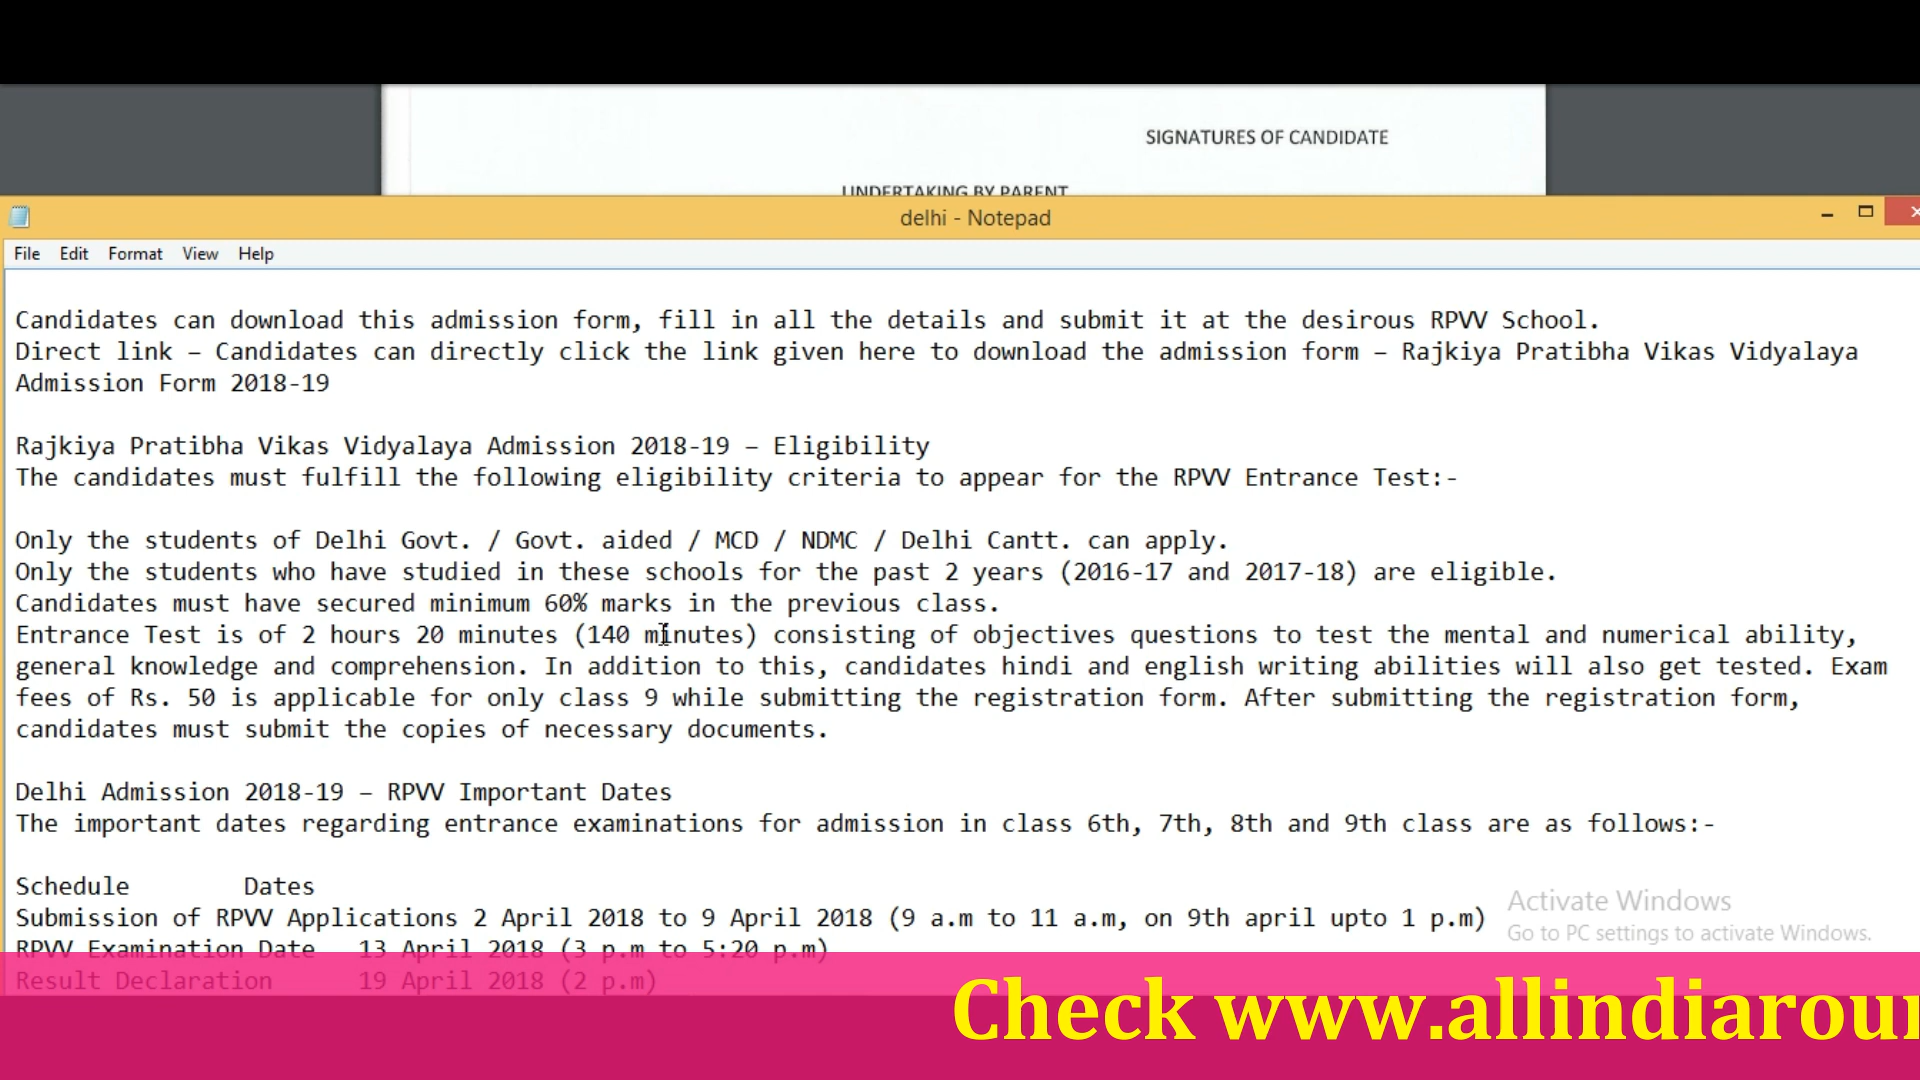 SIGNATURES OF CANDIDATE
UNDERTAKING BY PARENT
delhi - Notepad
File Edit Format View Help
Candidates can download this admission form, fill in all the details and submit it at the desirous RPVV School.
Direct link – Candidates can directly click the link given here to download the admission form – Rajkiya Pratibha Vikas Vidyalaya
Admission Form 2018-19
Rajkiya Pratibha Vikas Vidyalaya Admission 2018-19 – Eligibility
The candidates must fulfill the following eligibility criteria to appear for the RPVV Entrance Test:-
Only the students of Delhi Govt. / Govt. aided / MCD / NDMC / Delhi Cantt. can apply.
Only the students who have studied in these schools for the past 2 years (2016-17 and 2017-18) are eligible.
Candidates must have secured minimum 60% marks in the previous class.
Entrance Test is of 2 hours 20 minutes (140 minutes) consisting of objectives questions to test the mental and numerical ability,
general knowledge and comprehension. In addition to this, candidates hindi and english writing abilities will also get tested. Exam
fees of Rs. 50 is applicable for only class 9 while submitting the registration form. After submitting the registration form,
candidates must submit the copies of necessary documents.
Delhi Admission 2018-19 – RPVV Important Dates
The important dates regarding entrance examinations for admission in class 6th, 7th, 8th and 9th class are as follows:-
Schedule Dates
Submission of RPVV Applications 2 April 2018 to 9 April 2018 (9 a.m to 11 a.m, on 9th april upto 1 p.m)
RPVV Examination Date 13 April 2018 (3 p.m to 5:20 p.m)
Result Declaration 19 April 2018 (2 p.m)
Activate Windows
Go to PC settings to activate Windows.
Check www.allindiaroun